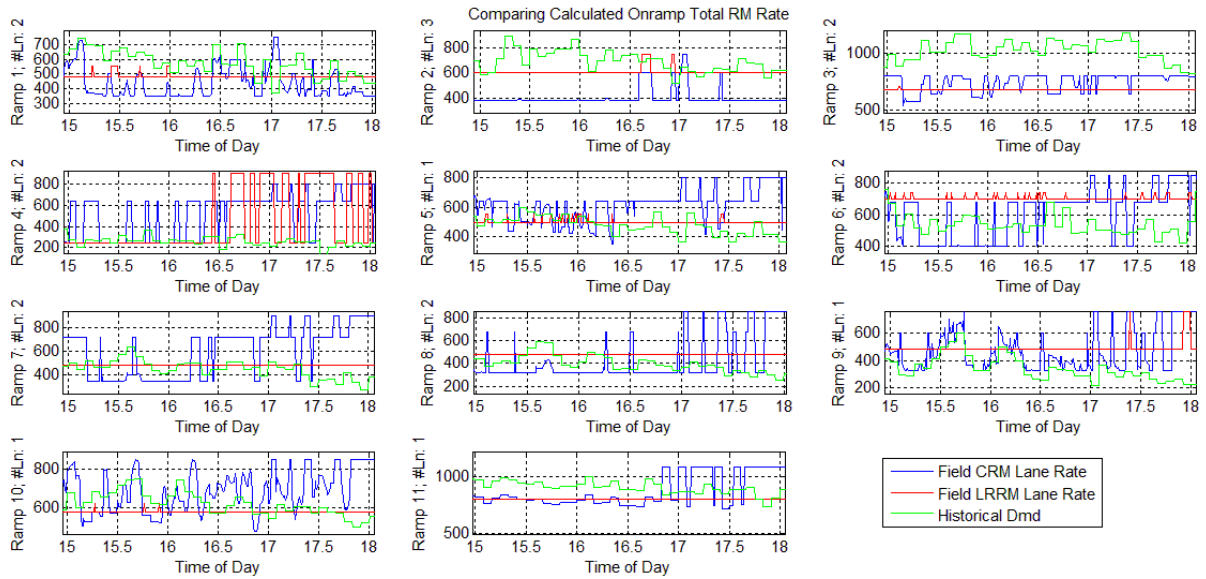 Comparing Calculated Onramp Total RM Rate
Ramp 1; #Ln: 2
700
600
500
400
300
15 15.5 16 16.5 17 17.5 18
Time of Day
Ramp 2; #Ln: 3
800
600
400
15 15.5 16 16.5 17 17.5 18
Time of Day
Ramp 3; #Ln: 2
1000
500
15 15.5 16 16.5 17 17.5 18
Time of Day
Ramp 4; #Ln: 2
800
600
400
200
15 15.5 16 16.5 17 17.5 18
Time of Day
Ramp 5; #Ln: 1
800
600
400
15 15.5 16 16.5 17 17.5 18
Time of Day
Ramp 6; #Ln: 2
800
600
400
15 15.5 16 16.5 17 17.5 18
Time of Day
Ramp 7; #Ln: 2
800
600
400
15 15.5 16 16.5 17 17.5 18
Time of Day
Ramp 8; #Ln: 2
800
600
400
200
15 15.5 16 16.5 17 17.5 18
Time of Day
Ramp 9; #Ln: 1
600
400
200
15 15.5 16 16.5 17 17.5 18
Time of Day
Ramp 10; #Ln: 1
800
600
15 15.5 16 16.5 17 17.5 18
Time of Day
Ramp 11; #Ln: 1
1000
800
500
15 15.5 16 16.5 17 17.5 18
Time of Day
Field CRM Lane Rate
Field LRRM Lane Rate
Historical Dmd